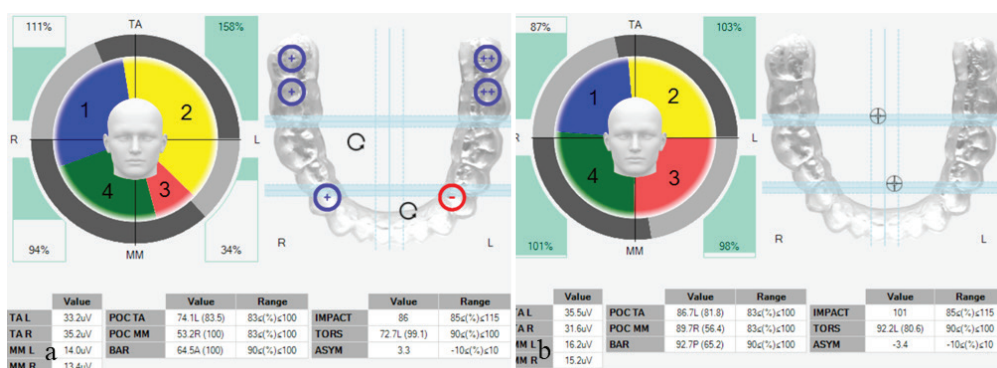 111%
TA
158%
1
2
R
L
4
3
94%
MM
34%
+
+
++
++
+
-
R
L
Value
TA L 33.2uV
TA R 35.2uV
MM L 14.0uV
MM R 13.4uV
Value Range
POC TA 74.1L (83.5) 83≤(%)≤100
POC MM 53.2R (100) 83≤(%)≤100
BAR 64.5A (100) 90≤(%)≤100
Value Range
IMPACT 86 85≤(%)≤115
TORS 72.7L (99.1) 90≤(%)≤100
ASYM 3.3 -10≤(%)≤10
a
87%
TA
103%
1
2
R
L
4
3
101%
MM
98%
R
L
Value
TA L 35.5uV
TA R 31.6uV
MM L 16.2uV
MM R 15.2uV
Value Range
POC TA 86.7L (81.8) 83≤(%)≤100
POC MM 89.7R (56.4) 83≤(%)≤100
BAR 92.7P (65.2) 90≤(%)≤100
Value Range
IMPACT 101 85≤(%)≤115
TORS 92.2L (80.6) 90≤(%)≤100
ASYM -3.4 -10≤(%)≤10
b